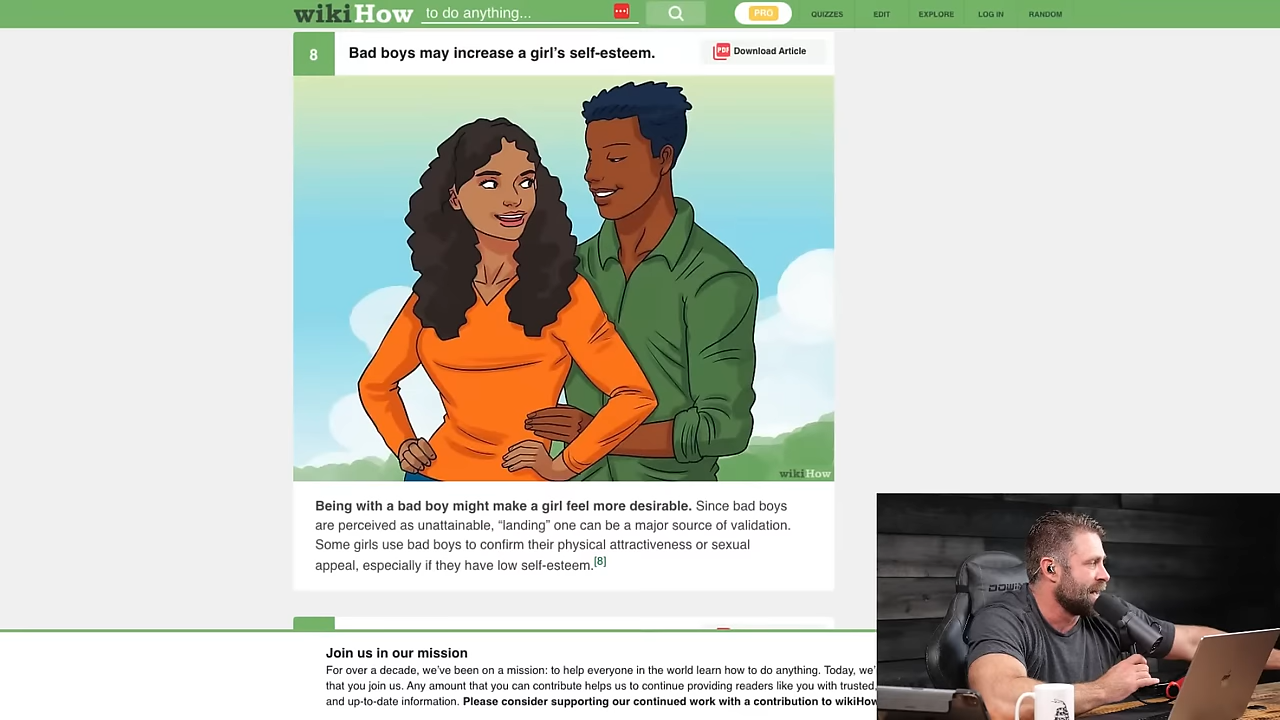 wikiHow to do anything... PRO QUIZZES EDIT EXPLORE LOG IN RANDOM
8 Bad boys may increase a girl's self-esteem. PDF Download Article
wikiHow
Being with a bad boy might make a girl feel more desirable. Since bad boys
are perceived as unattainable, “landing” one can be a major source of validation.
Some girls use bad boys to confirm their physical attractiveness or sexual
appeal, especially if they have low self-esteem.[8]
Join us in our mission
For over a decade, we've been on a mission: to help everyone in the world learn how to do anything. Today, we'
that you join us. Any amount that you can contribute helps us to continue providing readers like you with trusted,
and up-to-date information. Please consider supporting our continued work with a contribution to wikiHow